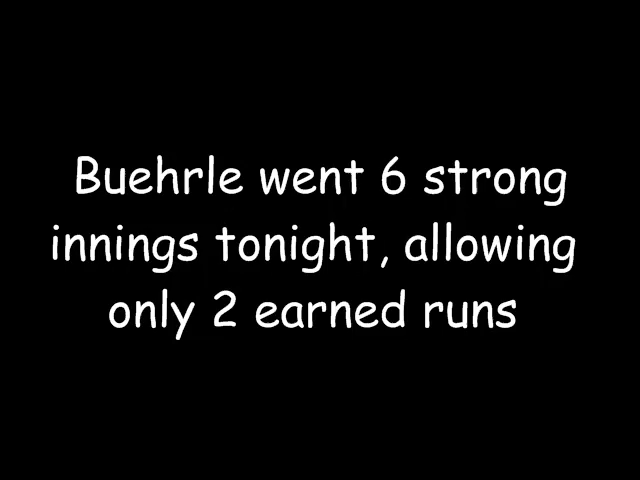 Buehrle went 6 strong
innings tonight, allowing
only 2 earned runs